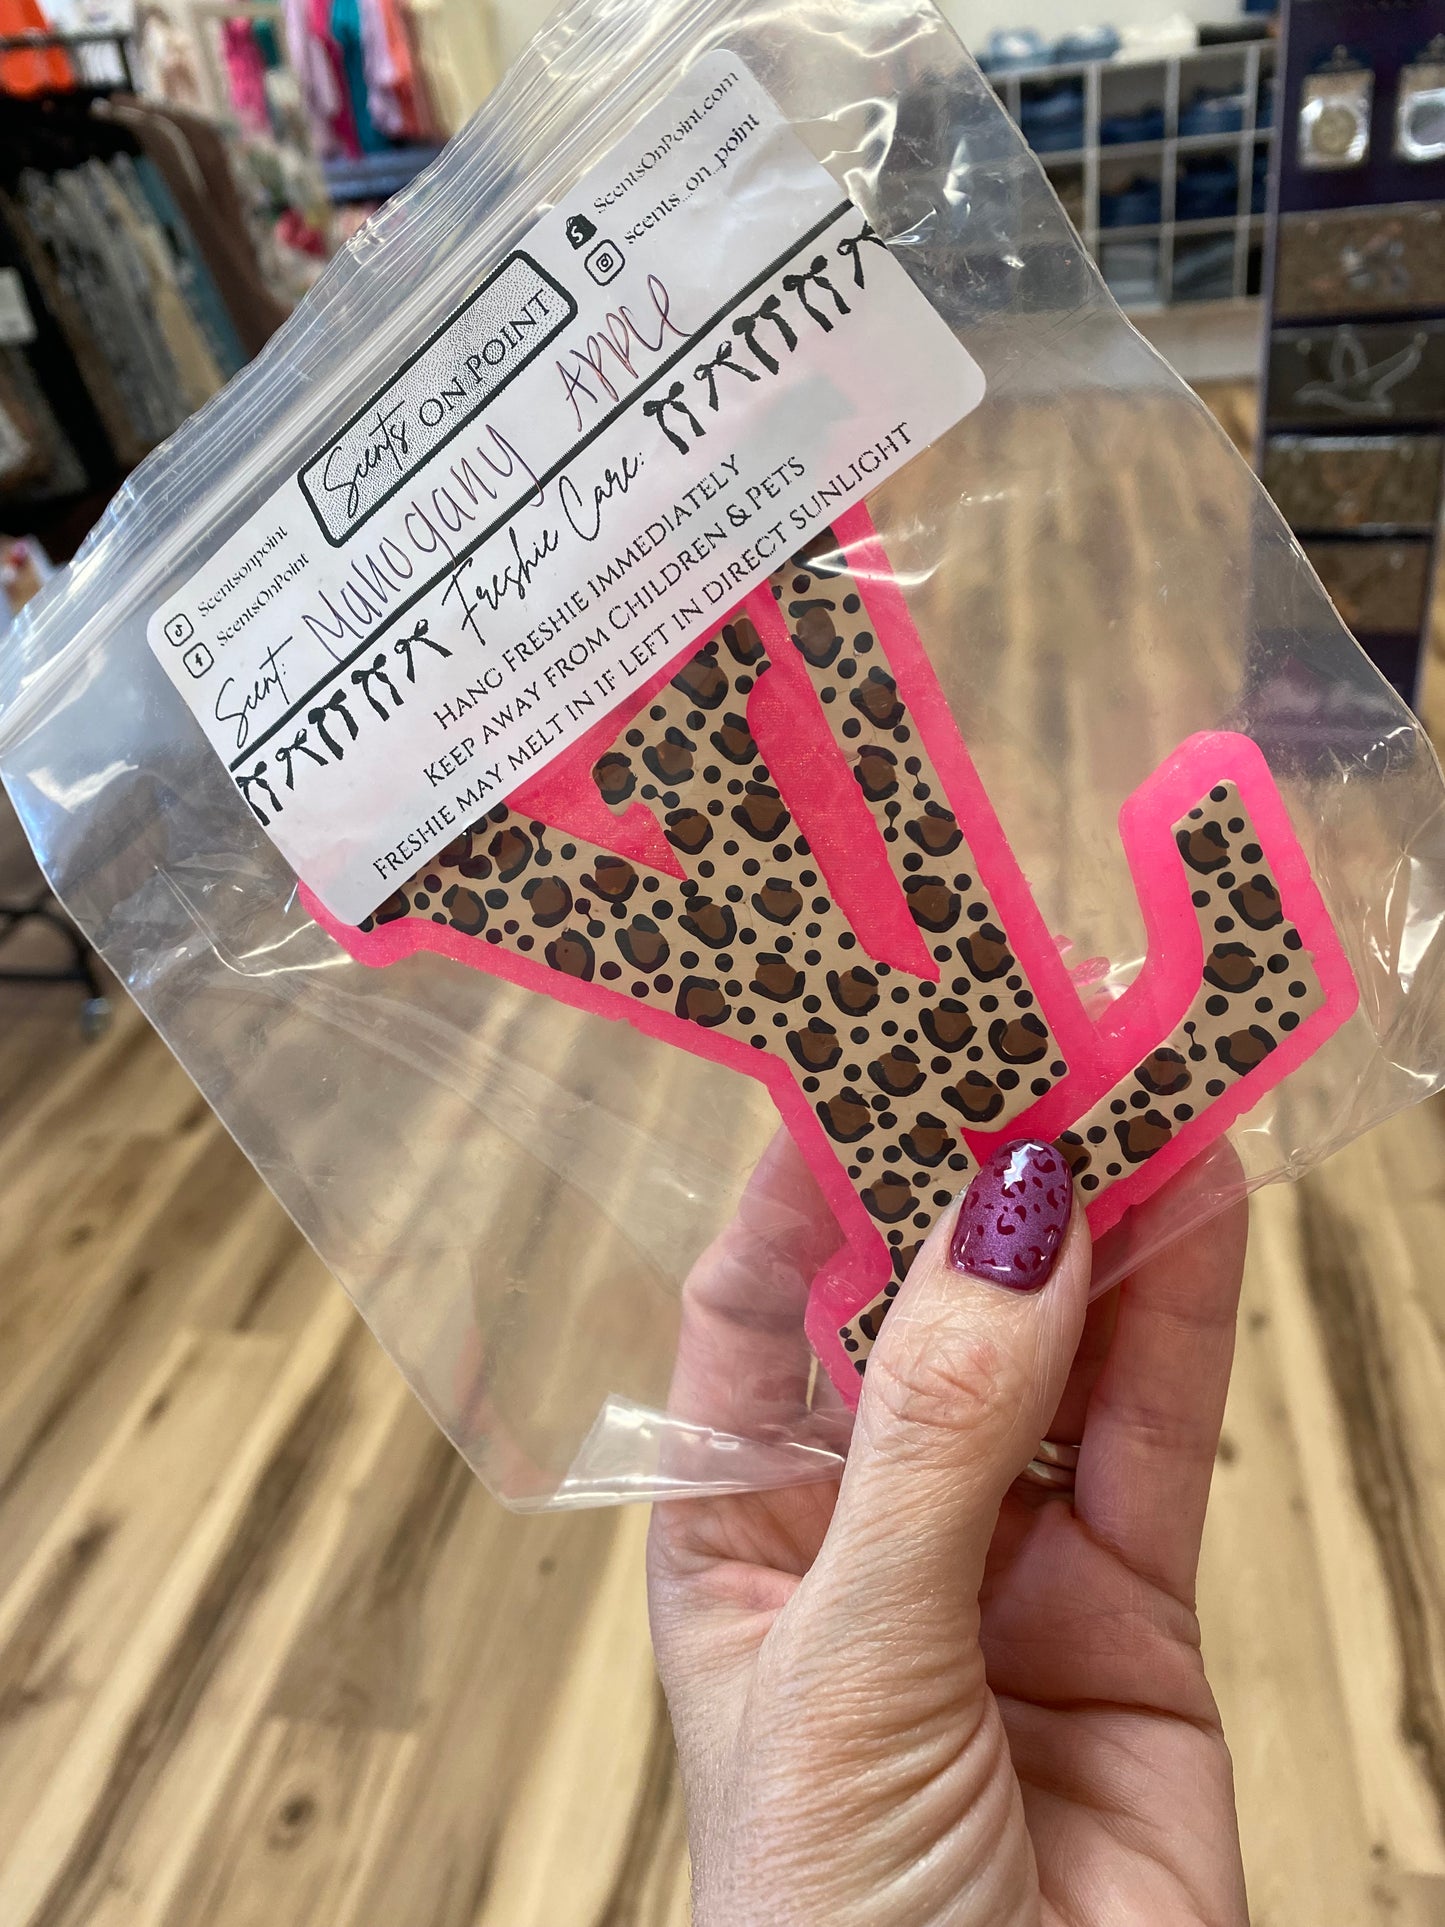 ScentsOnPoint.com
scents_on_point
SCENTS ON POINT
Scentsonpoint
ScentsOnPoint
Scent: Mahogany Apple
Freshie Care:
HANG FRESHIE IMMEDIATELY
KEEP AWAY FROM CHILDREN & PETS
FRESHIE MAY MELT IN IF LEFT IN DIRECT SUNLIGHT